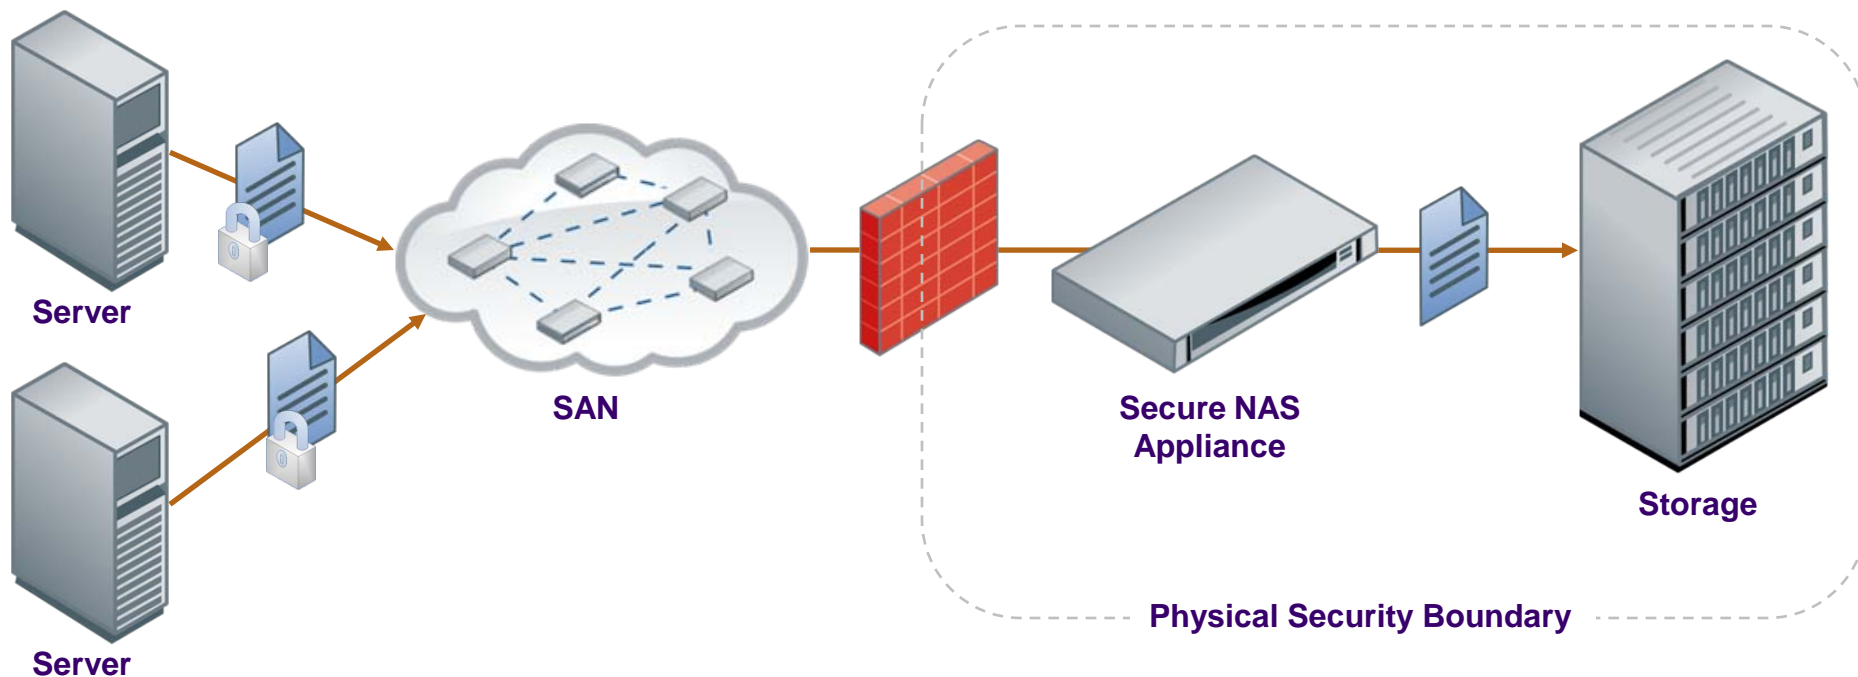 Server
SAN
Secure NAS
Appliance
Storage
Physical Security Boundary
Server